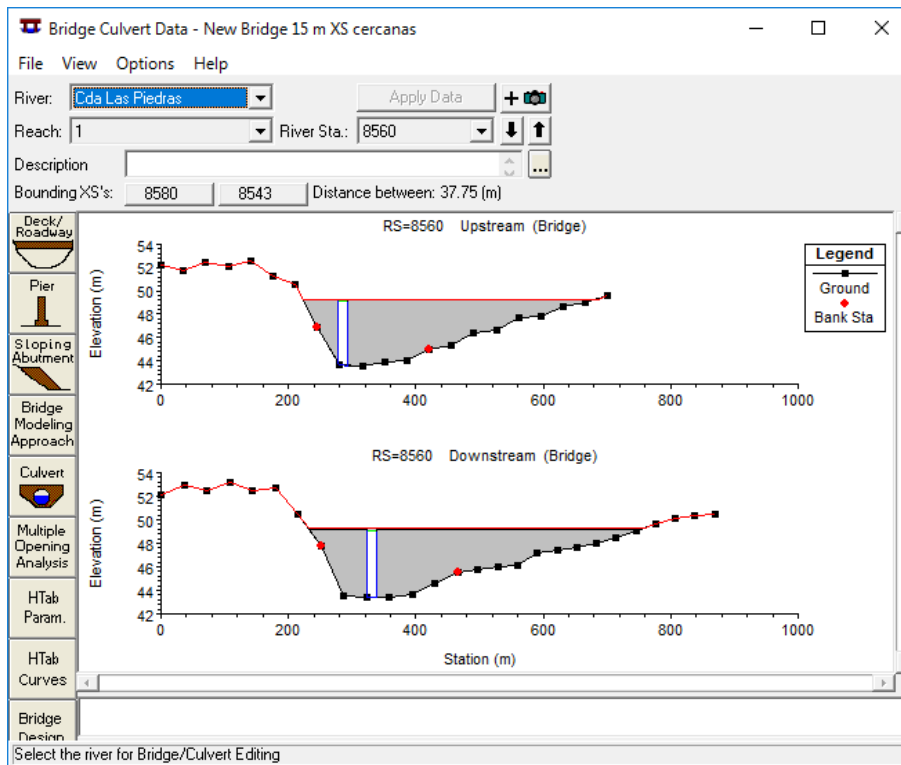 Bridge Culvert Data - New Bridge 15 m XS cercanas
File View Options Help
River: Cda Las Piedras Apply Data +
Reach: 1 River Sta.: 8560
Description ...
Bounding XS's: 8580 8543 Distance between: 37.75 (m)
Deck/
Roadway
Pier
Sloping
Abutment
Bridge
Modeling
Approach
Culvert
Multiple
Opening
Analysis
HTab
Param.
HTab
Curves
Bridge
Design
RS=8560 Upstream (Bridge)
Elevation (m)
54
52
50
48
46
44
42
0 200 400 600 800 1000
Legend
Ground
Bank Sta
RS=8560 Downstream (Bridge)
Elevation (m)
54
52
50
48
46
44
42
0 200 400 600 800 1000
Station (m)
Select the river for Bridge/Culvert Editing